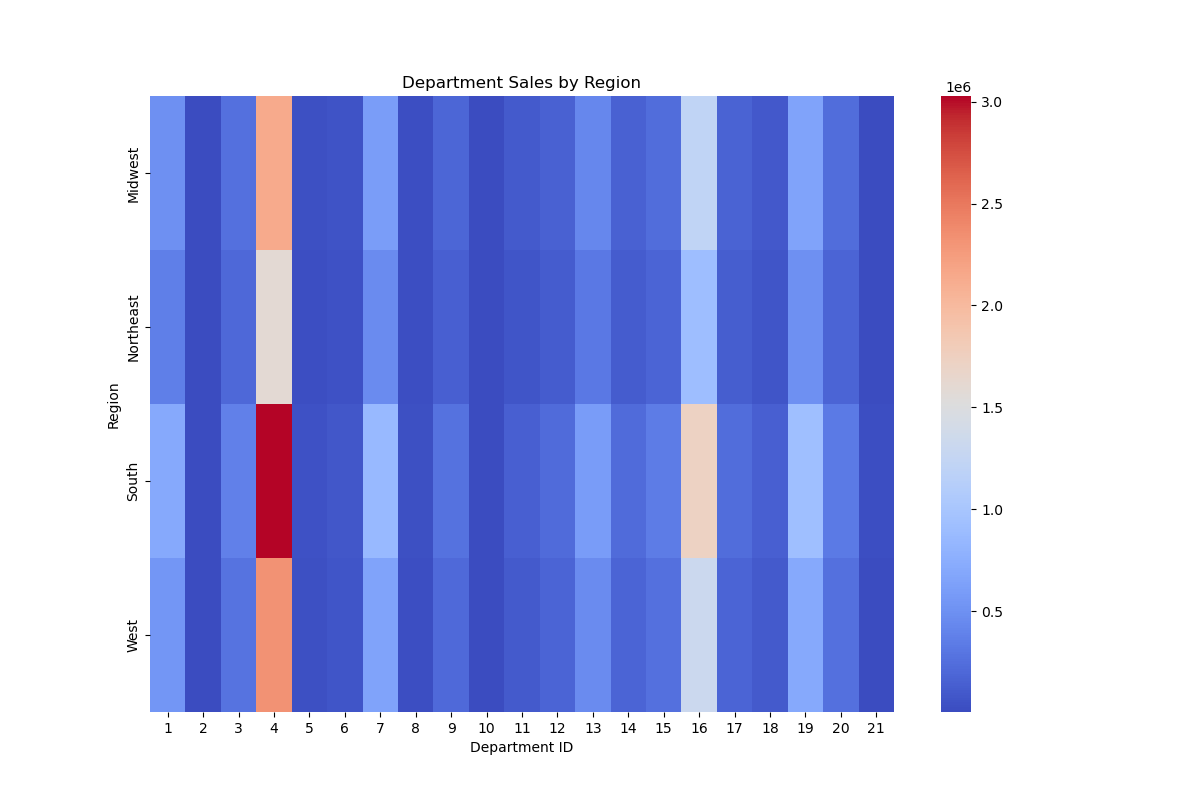 Department Sales by Region
1e6
3.0
2.5
2.0
1.5
1.0
0.5
Region
Midwest
Northeast
South
West
1 2 3 4 5 6 7 8 9 10 11 12 13 14 15 16 17 18 19 20 21
Department ID